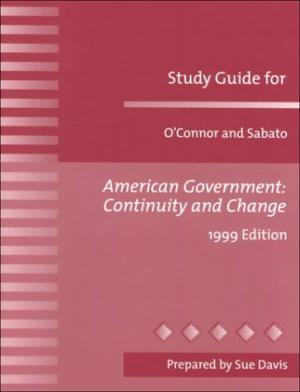 Study Guide for
O'Connor and Sabato
American Government:
Continuity and Change
1999 Edition
Prepared by Sue Davis